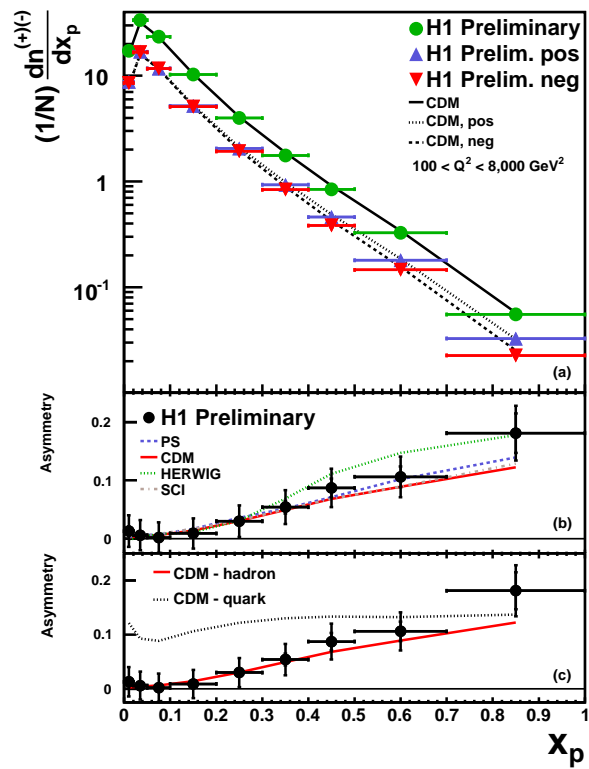 (1/N) dn(+)(-)/dxp
H1 Preliminary
H1 Prelim. pos
H1 Prelim. neg
CDM
CDM, pos
CDM, neg
100 < Q² < 8,000 GeV²
10
1
10⁻¹
(a)
Asymmetry
0.2
0.1
0
H1 Preliminary
PS
CDM
HERWIG
SCI
(b)
Asymmetry
0.2
0.1
0
CDM - hadron
CDM - quark
(c)
0 0.1 0.2 0.3 0.4 0.5 0.6 0.7 0.8 0.9 1
xp